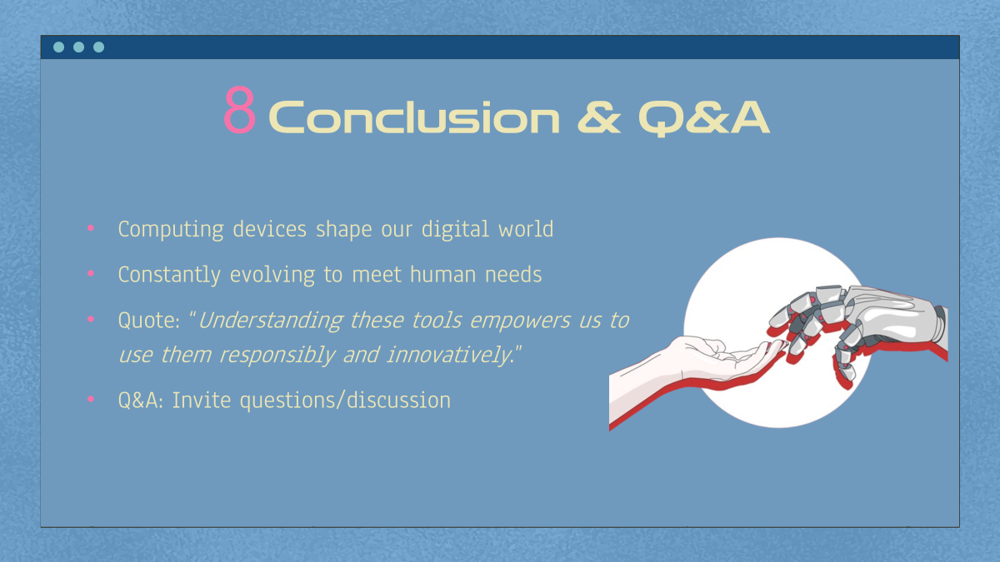 8 Conclusion & Q&A
• Computing devices shape our digital world
• Constantly evolving to meet human needs
• Quote: “Understanding these tools empowers us to
use them responsibly and innovatively.”
• Q&A: Invite questions/discussion